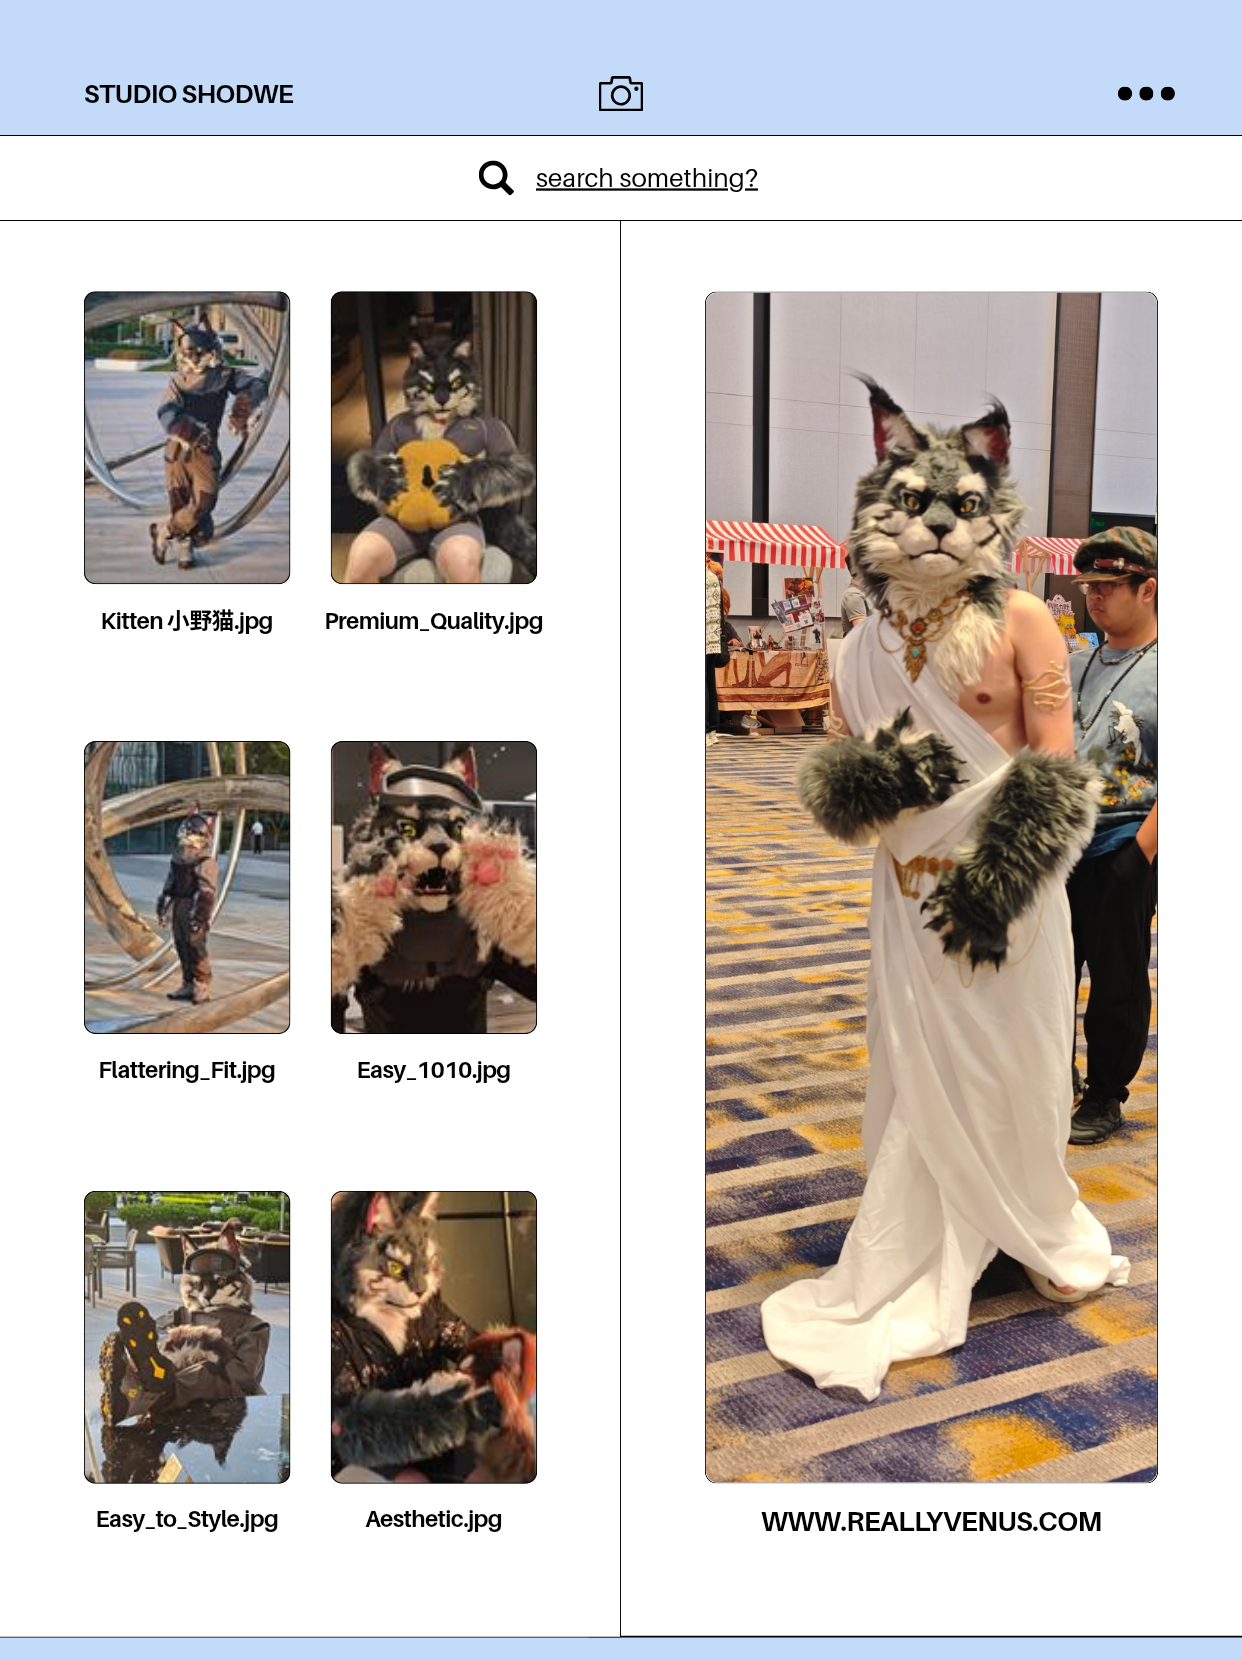 STUDIO SHODWE
search something?
Kitten 小野猫.jpg
Premium_Quality.jpg
Flattering_Fit.jpg
Easy_1010.jpg
Easy_to_Style.jpg
Aesthetic.jpg
WWW.REALLYVENUS.COM